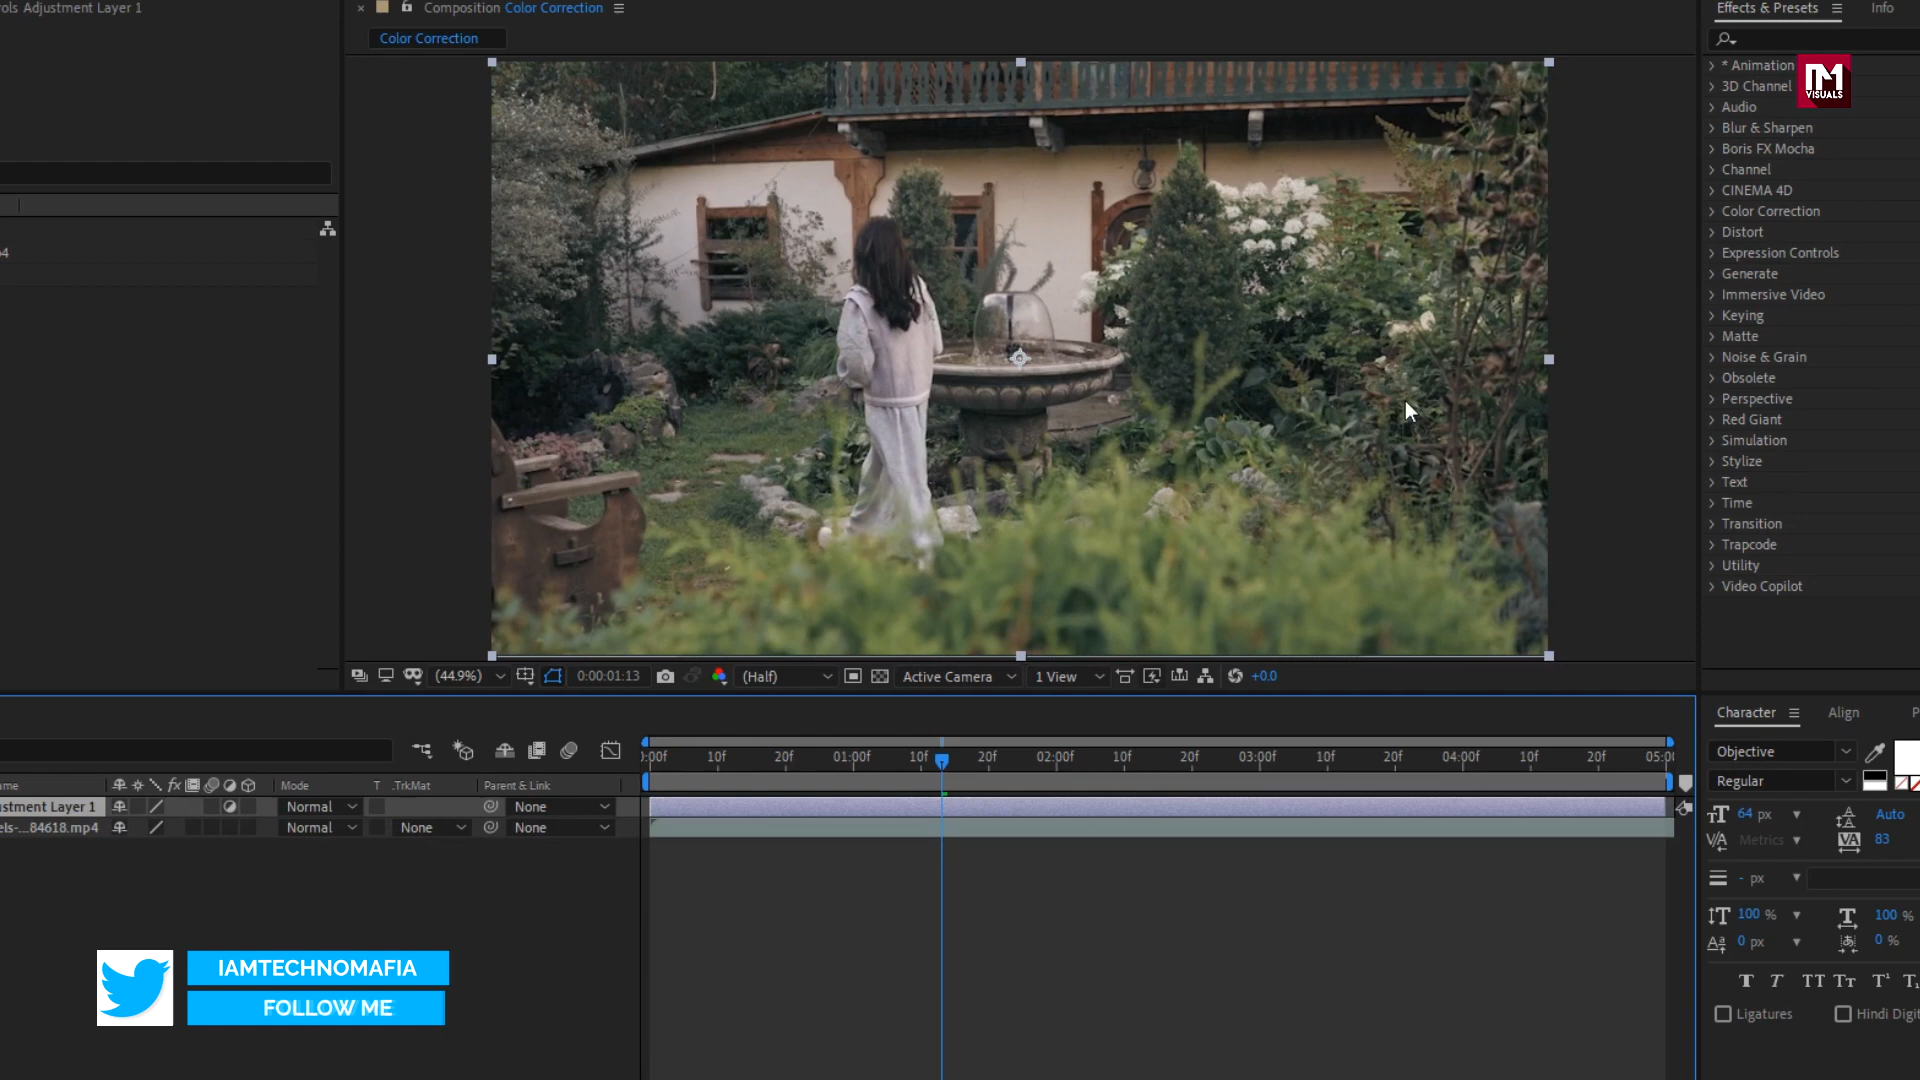 ols Adjustment Layer 1
Composition Color Correction
Color Correction
Effects & Presets
Info
* Animation
3D Channel
Audio
Blur & Sharpen
Boris FX Mocha
Channel
CINEMA 4D
Color Correction
Distort
Expression Controls
Generate
Immersive Video
Keying
Matte
Noise & Grain
Obsolete
Perspective
Red Giant
Simulation
Stylize
Text
Time
Transition
Trapcode
Utility
Video Copilot
VISUALS
(44.9%)
0:00:01:13
(Half)
Active Camera
1 View
+0.0
:00f 10f 20f 01:00f 10f 20f 02:00f 10f 20f 03:00f 10f 20f 04:00f 10f 20f 05:00
ame
fx
Mode
T
.TrkMat
Parent & Link
ustment Layer 1
Normal
None
els-...84618.mp4
Normal
None
None
Character
Align
P
Objective
Regular
64 px
Auto
Metrics
83
- px
100 %
100 %
0 px
0 %
Ligatures
Hindi Digit
IAMTECHNOMAFIA
FOLLOW ME